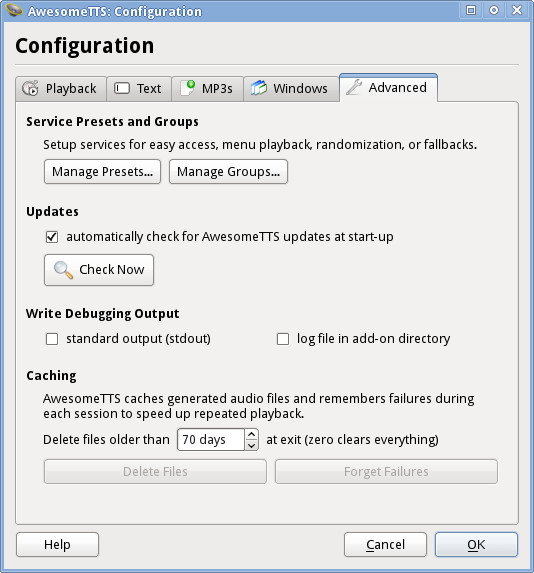 AwesomeTTS: Configuration
Configuration
Playback Text MP3s Windows Advanced
Service Presets and Groups
Setup services for easy access, menu playback, randomization, or fallbacks.
Manage Presets... Manage Groups...
Updates
automatically check for AwesomeTTS updates at start-up
Check Now
Write Debugging Output
standard output (stdout) log file in add-on directory
Caching
AwesomeTTS caches generated audio files and remembers failures during
each session to speed up repeated playback.
Delete files older than 70 days at exit (zero clears everything)
Delete Files Forget Failures
Help Cancel OK